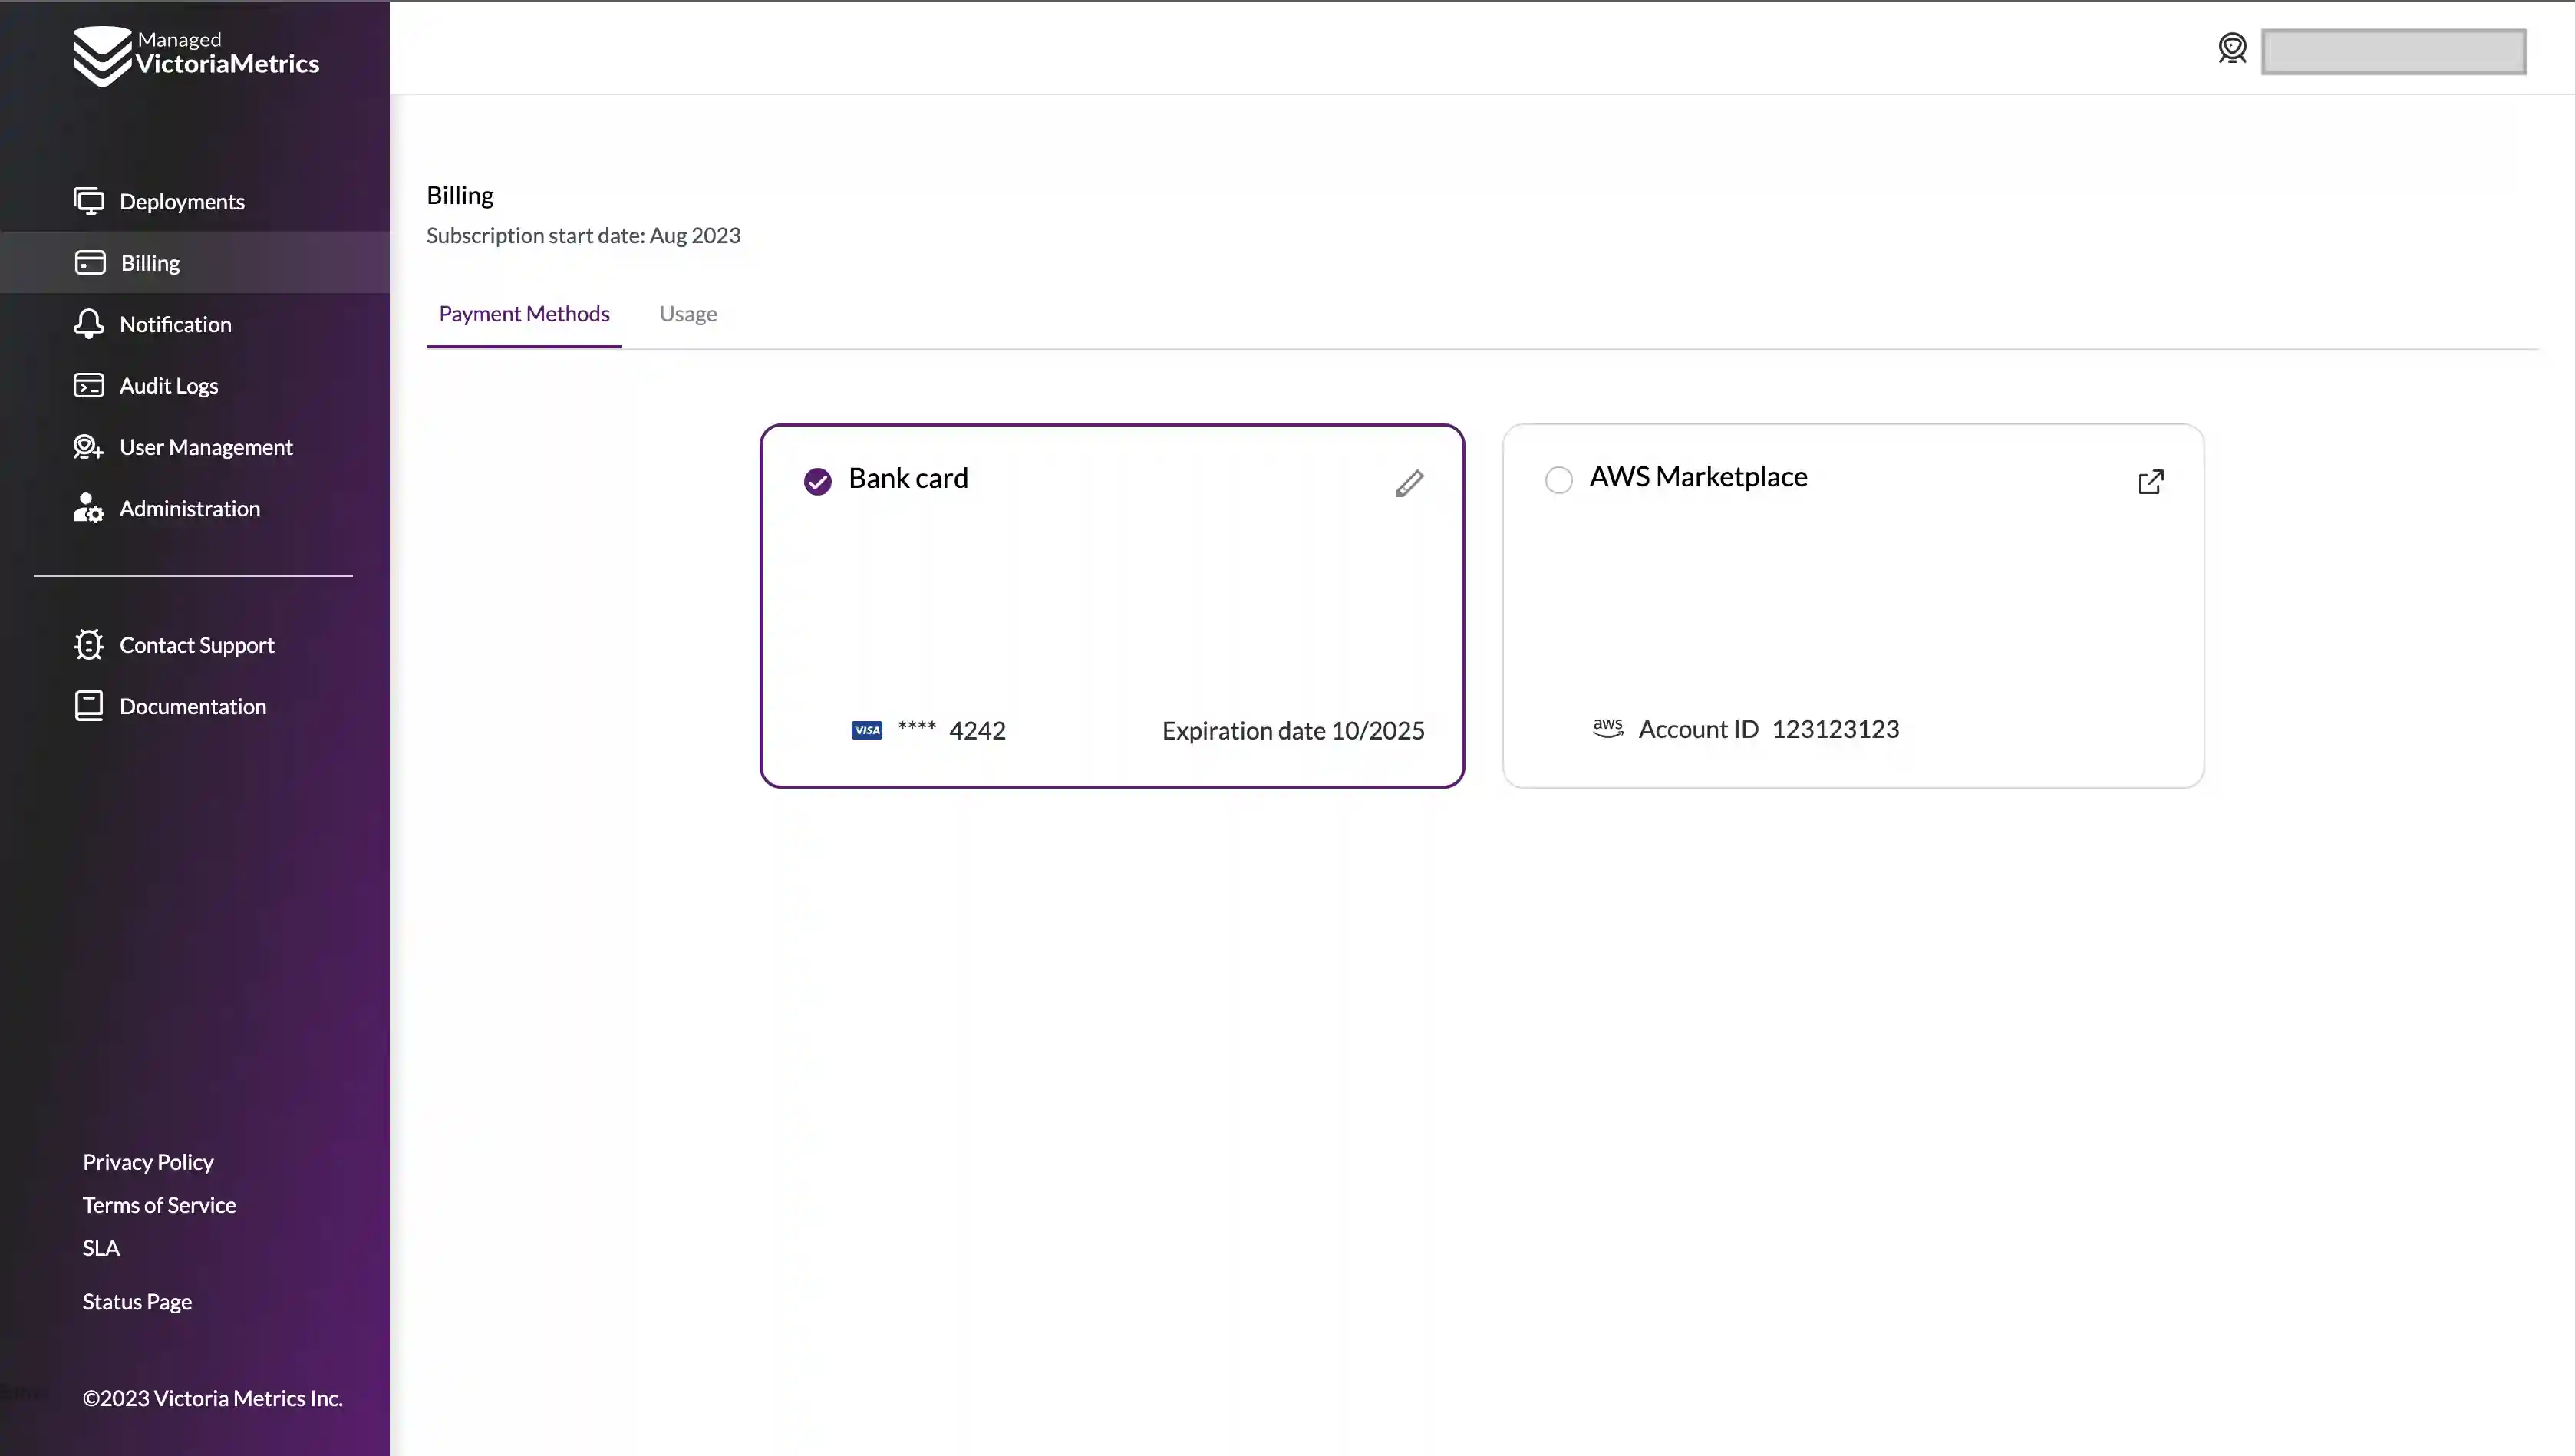 Managed
VictoriaMetrics
Deployments
Billing
Notification
Audit Logs
User Management
Administration
Contact Support
Documentation
Privacy Policy
Terms of Service
SLA
Status Page
©2023 Victoria Metrics Inc.
Billing
Subscription start date: Aug 2023
Payment Methods Usage
Bank card
VISA **** 4242 Expiration date 10/2025
AWS Marketplace
aws Account ID 123123123